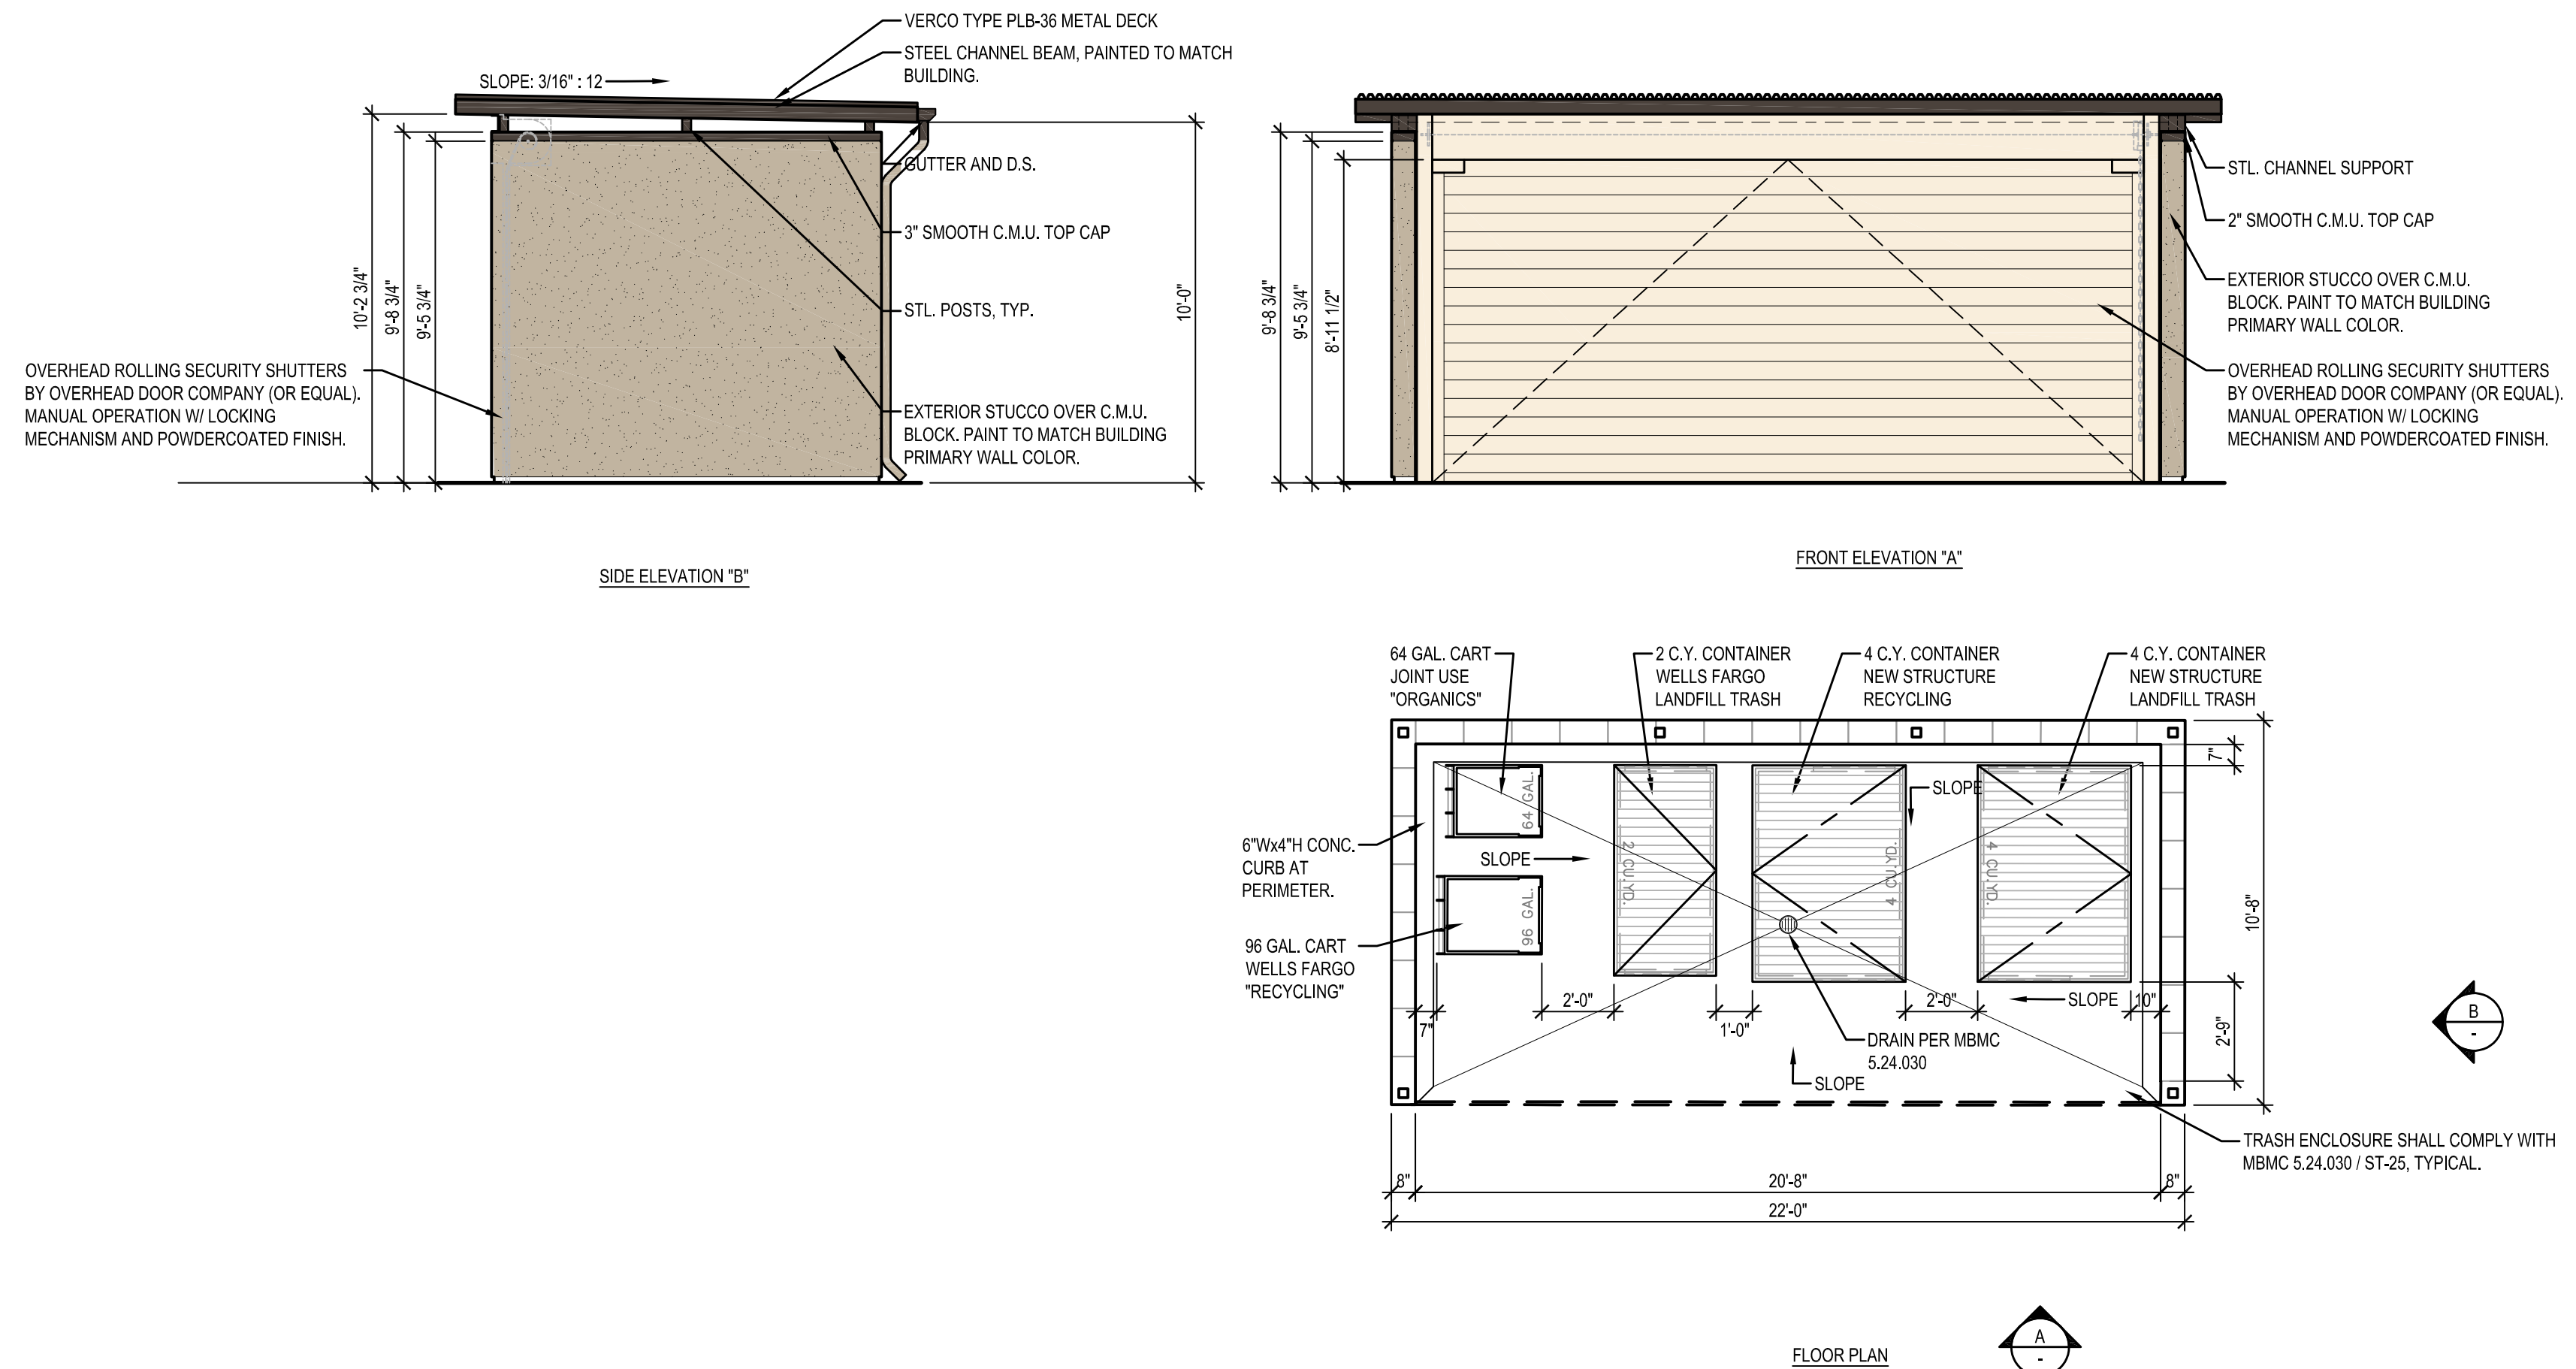 VERCO TYPE PLB-36 METAL DECK
STEEL CHANNEL BEAM, PAINTED TO MATCH
BUILDING.
SLOPE: 3/16" : 12
GUTTER AND D.S.
3" SMOOTH C.M.U. TOP CAP
STL. POSTS, TYP.
EXTERIOR STUCCO OVER C.M.U.
BLOCK. PAINT TO MATCH BUILDING
PRIMARY WALL COLOR.
10'-2 3/4"
9'-8 3/4"
9'-5 3/4"
10'-0"
OVERHEAD ROLLING SECURITY SHUTTERS
BY OVERHEAD DOOR COMPANY (OR EQUAL).
MANUAL OPERATION W/ LOCKING
MECHANISM AND POWDERCOATED FINISH.
SIDE ELEVATION "B"
9'-8 3/4"
9'-5 3/4"
8'-11 1/2"
STL. CHANNEL SUPPORT
2" SMOOTH C.M.U. TOP CAP
EXTERIOR STUCCO OVER C.M.U.
BLOCK. PAINT TO MATCH BUILDING
PRIMARY WALL COLOR.
OVERHEAD ROLLING SECURITY SHUTTERS
BY OVERHEAD DOOR COMPANY (OR EQUAL).
MANUAL OPERATION W/ LOCKING
MECHANISM AND POWDERCOATED FINISH.
FRONT ELEVATION "A"
64 GAL. CART
JOINT USE
"ORGANICS"
2 C.Y. CONTAINER
WELLS FARGO
LANDFILL TRASH
4 C.Y. CONTAINER
NEW STRUCTURE
RECYCLING
4 C.Y. CONTAINER
NEW STRUCTURE
LANDFILL TRASH
6"Wx4"H CONC.
CURB AT
PERIMETER.
96 GAL. CART
WELLS FARGO
"RECYCLING"
64 GAL.
96 GAL.
2 CU.YD.
4 CU.YD.
4 CU.YD.
SLOPE
SLOPE
SLOPE
SLOPE
7"
2'-0"
1'-0"
2'-0"
10"
7"
2'-9"
10'-8"
DRAIN PER MBMC
5.24.030
TRASH ENCLOSURE SHALL COMPLY WITH
MBMC 5.24.030 / ST-25, TYPICAL.
8"
20'-8"
8"
22'-0"
B
-
A
-
FLOOR PLAN